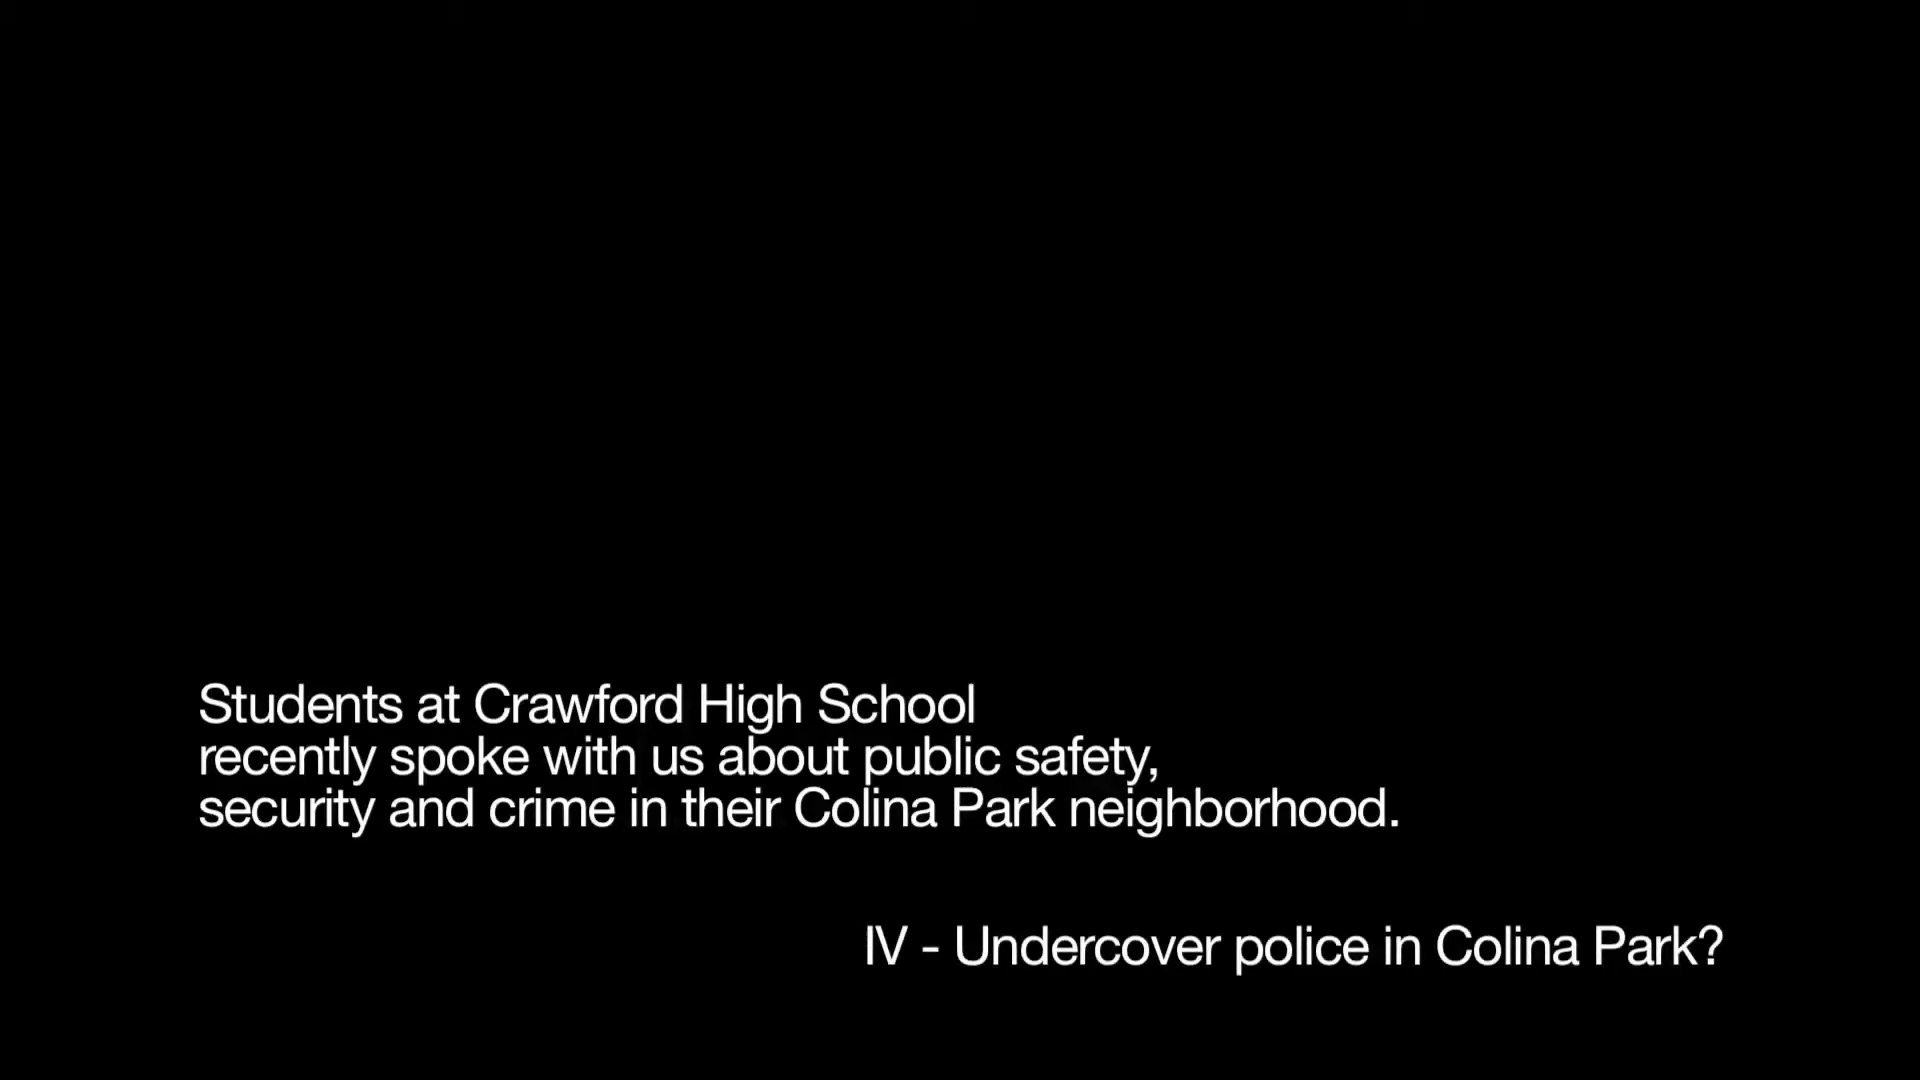 Students at Crawford High School
recently spoke with us about public safety,
security and crime in their Colina Park neighborhood.
IV - Undercover police in Colina Park?